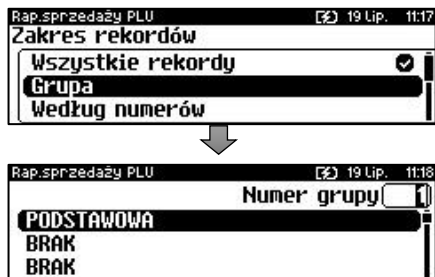 Rap.sprzedaży PLU 19 lip. 11:17
Zakres rekordów
Wszystkie rekordy
Grupa
Według numerów
Rap.sprzedaży PLU 19 lip. 11:18
Numer grupy 1
PODSTAWOWA
BRAK
BRAK